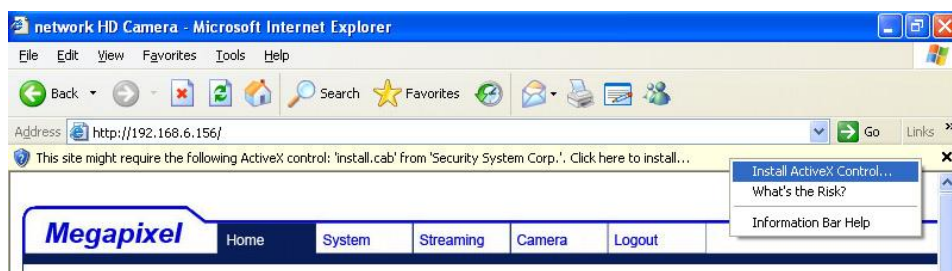 network HD Camera - Microsoft Internet Explorer
File Edit View Favorites Tools Help
Back Search Favorites
Address http://192.168.6.156/ Go Links »
This site might require the following ActiveX control: 'install.cab' from 'Security System Corp.'. Click here to install...
Install ActiveX Control...
What's the Risk?
Information Bar Help
Megapixel Home System Streaming Camera Logout